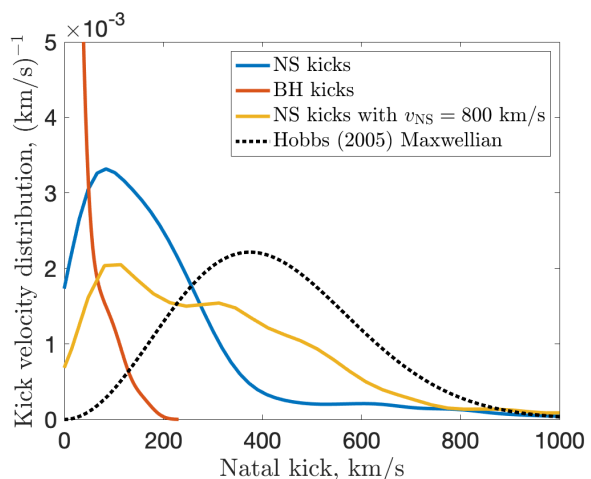 ×10⁻³
5
4
3
2
1
0
Kick velocity distribution, (km/s)⁻¹
NS kicks
BH kicks
NS kicks with v_NS = 800 km/s
Hobbs (2005) Maxwellian
0 200 400 600 800 1000
Natal kick, km/s